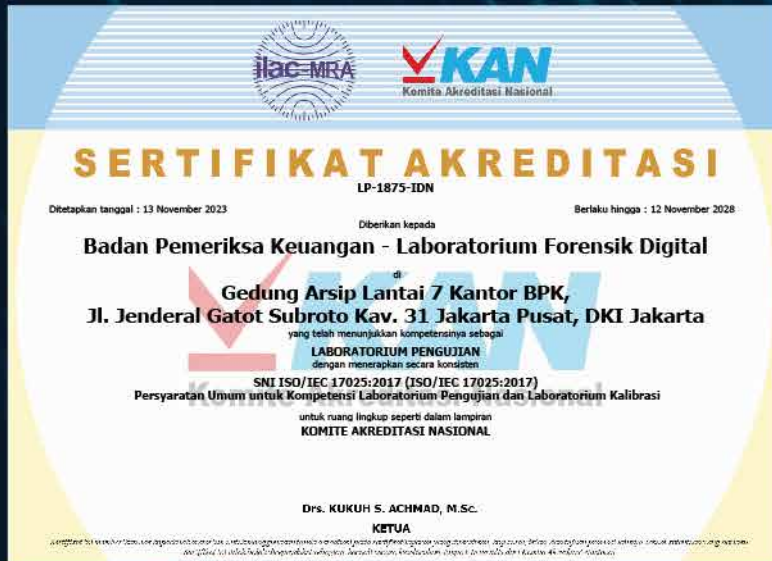 ilac-MRA
KAN
Komite Akreditasi Nasional
SERTIFIKAT AKREDITASI
LP-1875-IDN
Ditetapkan tanggal : 13 November 2023
Berlaku hingga : 12 November 2028
Diberikan kepada
Badan Pemeriksa Keuangan - Laboratorium Forensik Digital
di
Gedung Arsip Lantai 7 Kantor BPK,
Jl. Jenderal Gatot Subroto Kav. 31 Jakarta Pusat, DKI Jakarta
yang telah menunjukkan kompetensinya sebagai
LABORATORIUM PENGUJIAN
dengan menerapkan secara konsisten
SNI ISO/IEC 17025:2017 (ISO/IEC 17025:2017)
Persyaratan Umum untuk Kompetensi Laboratorium Pengujian dan Laboratorium Kalibrasi
KAN
Komite Akreditasi Nasional
untuk ruang lingkup seperti dalam lampiran
KOMITE AKREDITASI NASIONAL
Drs. KUKUH S. ACHMAD, M.Sc.
KETUA